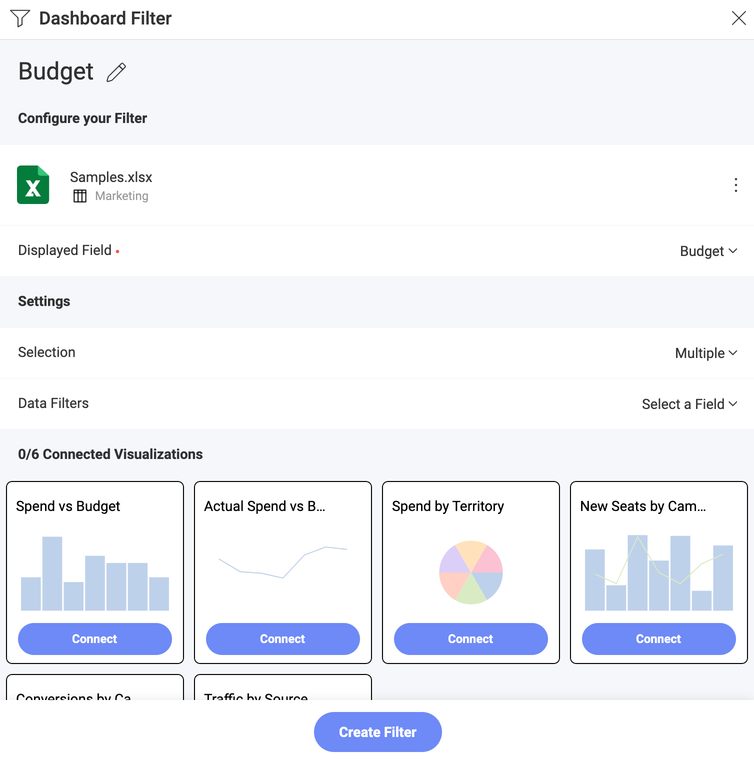 Dashboard Filter
Budget
Configure your Filter
Samples.xlsx
Marketing
Displayed Field •
Budget
Settings
Selection
Multiple
Data Filters
Select a Field
0/6 Connected Visualizations
Spend vs Budget
Actual Spend vs B...
Spend by Territory
New Seats by Cam...
Connect
Connect
Connect
Connect
Conversions by Ca...
Traffic by Source
Create Filter